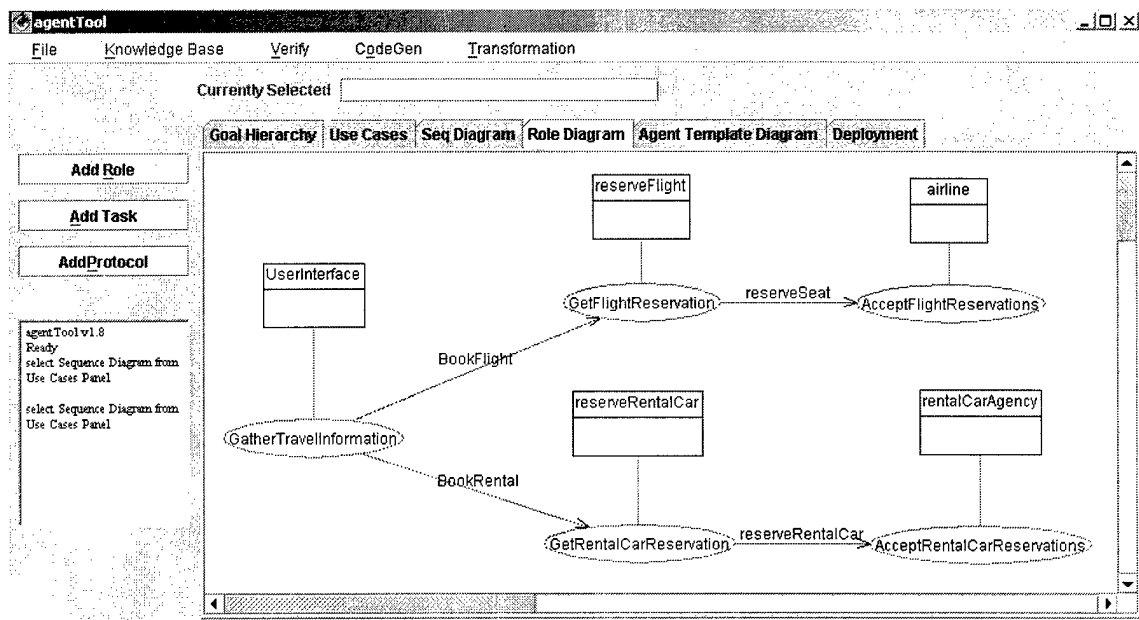 agentTool
File Knowledge Base Verify CodeGen Transformation
Currently Selected
Goal Hierarchy Use Cases Seq Diagram Role Diagram Agent Template Diagram Deployment
Add Role
Add Task
AddProtocol
agentTool v1.8
Ready
select Sequence Diagram from
Use Cases Panel
select Sequence Diagram from
Use Cases Panel
reserveFlight
airline
UserInterface
GetFlightReservation
reserveSeat
AcceptFlightReservations
BookFlight
reserveRentalCar
rentalCarAgency
GatherTravelInformation
BookRental
GetRentalCarReservation
reserveRentalCar
AcceptRentalCarReservations